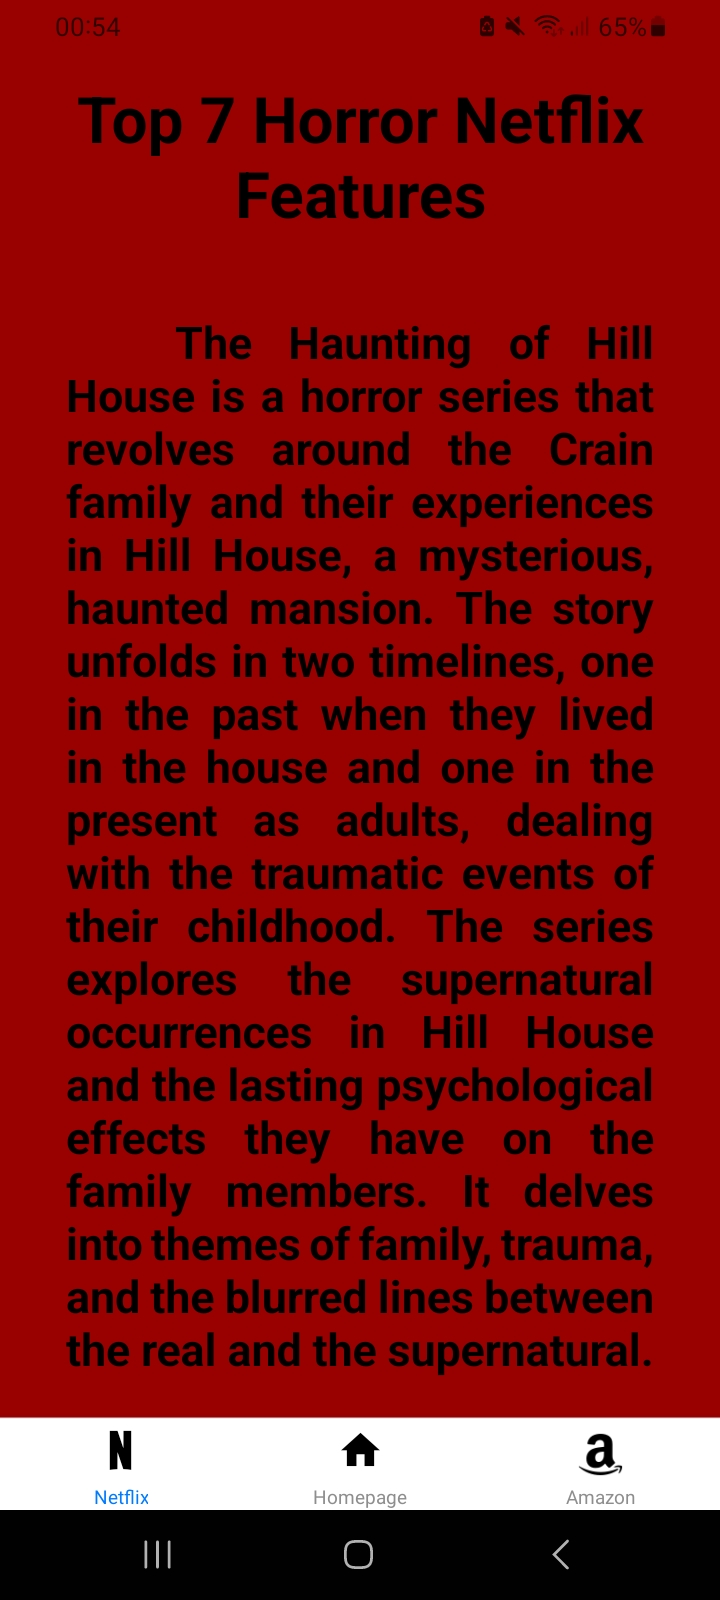 00:54
65%
Top 7 Horror Netflix
Features
The Haunting of Hill
House is a horror series that
revolves around the Crain
family and their experiences
in Hill House, a mysterious,
haunted mansion. The story
unfolds in two timelines, one
in the past when they lived
in the house and one in the
present as adults, dealing
with the traumatic events of
their childhood. The series
explores the supernatural
occurrences in Hill House
and the lasting psychological
effects they have on the
family members. It delves
into themes of family, trauma,
and the blurred lines between
the real and the supernatural.
N
a
Netflix
Homepage
Amazon